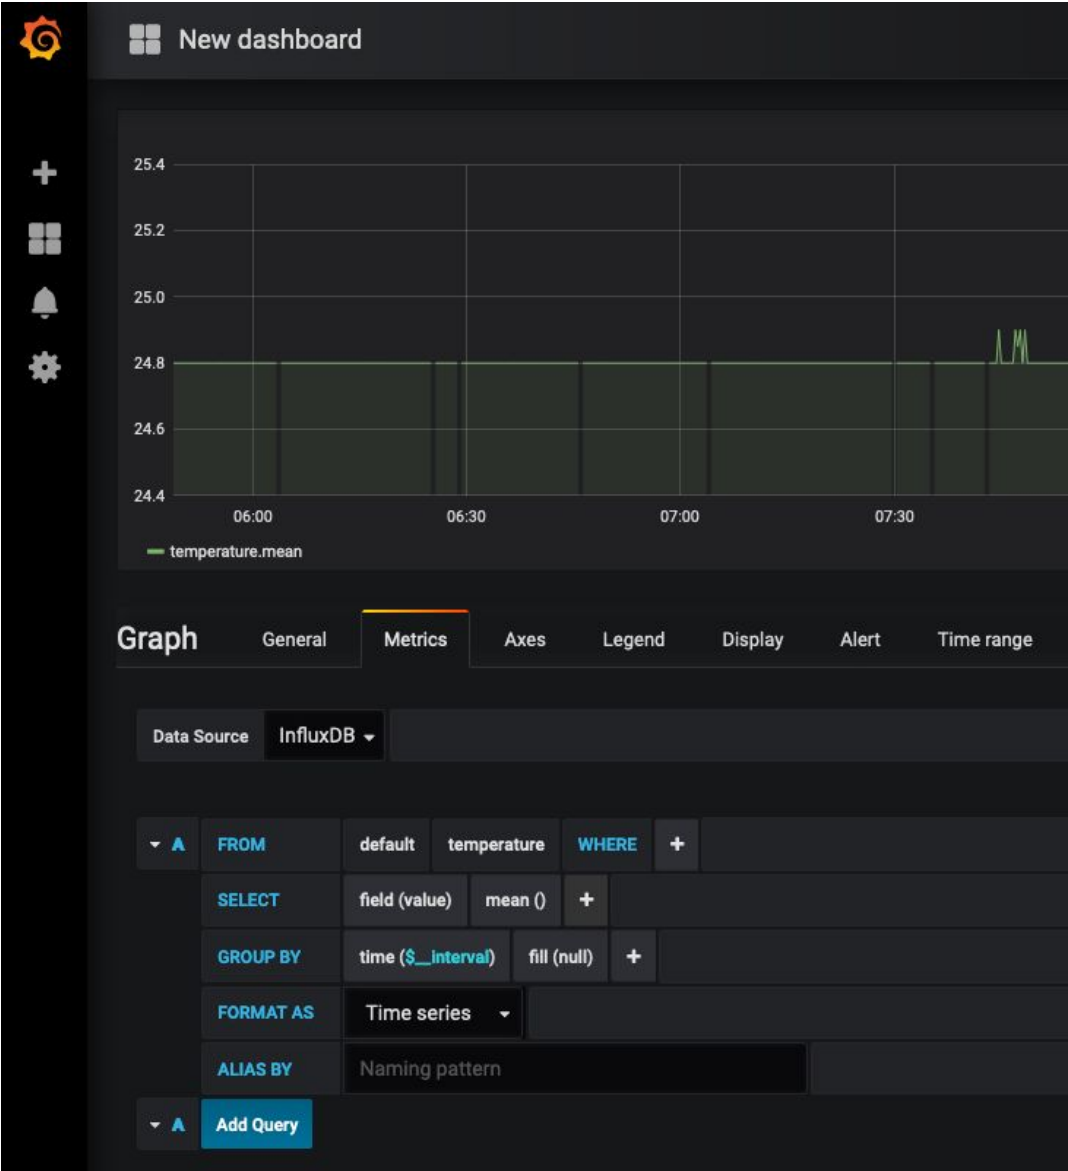 New dashboard
25.4
25.2
25.0
24.8
24.6
24.4
06:00 06:30 07:00 07:30
temperature.mean
Graph General Metrics Axes Legend Display Alert Time range
Data Source InfluxDB
A FROM default temperature WHERE +
SELECT field (value) mean () +
GROUP BY time ($__interval) fill (null) +
FORMAT AS Time series
ALIAS BY Naming pattern
A Add Query